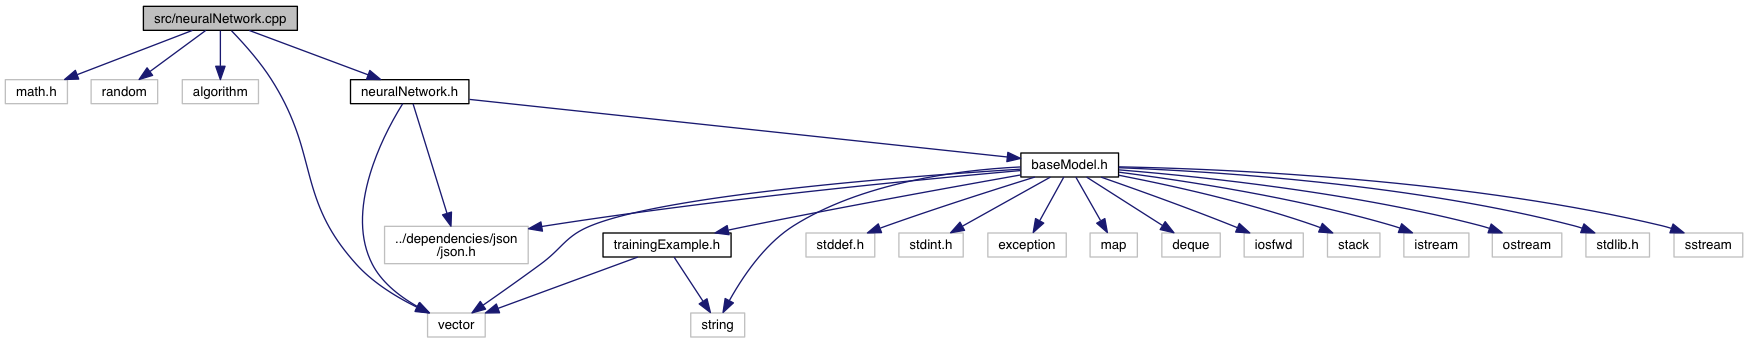 src/neuralNetwork.cpp
math.h
random
algorithm
neuralNetwork.h
baseModel.h
../dependencies/json
/json.h
trainingExample.h
stddef.h
stdint.h
exception
map
deque
iosfwd
stack
istream
ostream
stdlib.h
sstream
vector
string